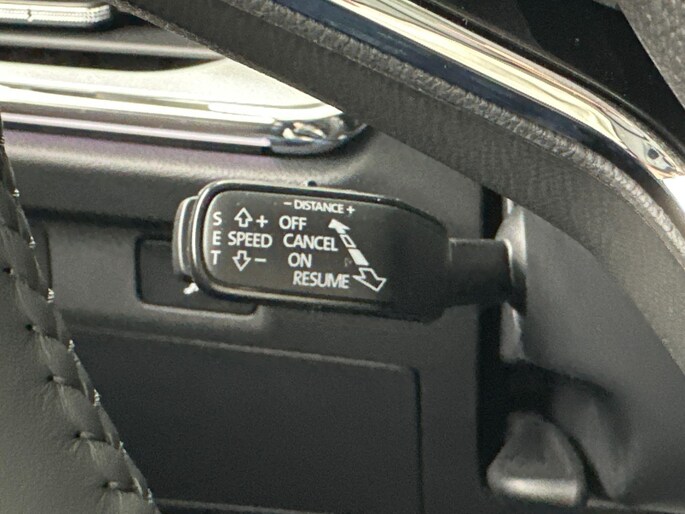 − DISTANCE +
S ⇧ + OFF
E SPEED CANCEL
T ⇩ − ON
RESUME